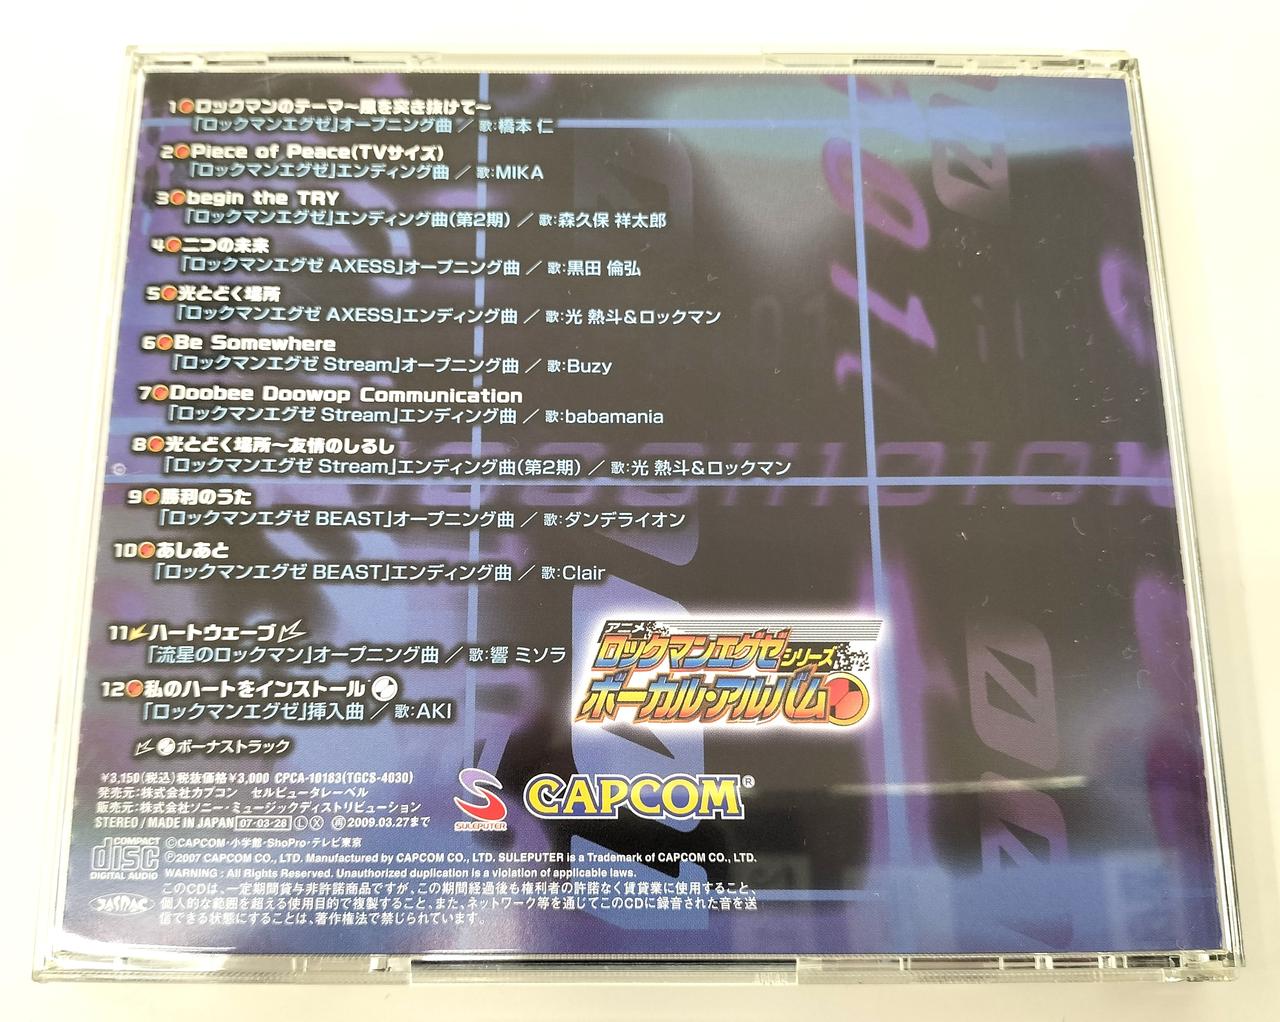 1 ロックマンのテーマ～風を突き抜けて～
「ロックマンエグゼ」オープニング曲 ／ 歌:橋本 仁
2 Piece of Peace(TVサイズ)
「ロックマンエグゼ」エンディング曲 ／ 歌:MIKA
3 begin the TRY
「ロックマンエグゼ」エンディング曲(第2期) ／ 歌:森久保 祥太郎
4 二つの未来
「ロックマンエグゼ AXESS」オープニング曲 ／ 歌:黒田 倫弘
5 光とどく場所
「ロックマンエグゼ AXESS」エンディング曲 ／ 歌:光 熱斗&ロックマン
6 Be Somewhere
「ロックマンエグゼ Stream」オープニング曲 ／ 歌:Buzy
7 Doobee Doowop Communication
「ロックマンエグゼ Stream」エンディング曲 ／ 歌:babamania
8 光とどく場所～友情のしるし
「ロックマンエグゼ Stream」エンディング曲(第2期) ／ 歌:光 熱斗&ロックマン
9 勝利のうた
「ロックマンエグゼ BEAST」オープニング曲 ／ 歌:ダンデライオン
10 あしあと
「ロックマンエグゼ BEAST」エンディング曲 ／ 歌:Clair
11 ハートウェーブ
「流星のロックマン」オープニング曲 ／ 歌:響 ミソラ
12 私のハートをインストール
「ロックマンエグゼ」挿入曲 ／ 歌:AKI
ボーナストラック
アニメ
ロックマンエグゼシリーズ
ボーカル・アルバム
¥3,150(税込)税抜価格¥3,000 CPCA-10183(TGCS-4030)
発売元:株式会社カプコン セルピュータレーベル
販売元:株式会社ソニー・ミュージックディストリビューション
STEREO / MADE IN JAPAN 07-03-28 Ⓛ Ⓧ 再 2009.03.27まで
SULEPUTER
CAPCOM®
COMPACT
disc
DIGITAL AUDIO
©CAPCOM・小学館・ShoPro・テレビ東京
℗2007 CAPCOM CO., LTD. Manufactured by CAPCOM CO., LTD. SULEPUTER is a Trademark of CAPCOM CO., LTD.
WARNING : All Rights Reserved. Unauthorized duplication is a violation of applicable laws.
JASRAC
このCDは、一定期間貸与非許諾商品ですが、この期間経過後も権利者の許諾なく賃貸業に使用すること、
個人的な範囲を超える使用目的で複製すること、また、ネットワーク等を通じてこのCDに録音された音を送
信できる状態にすることは、著作権法で禁じられています。